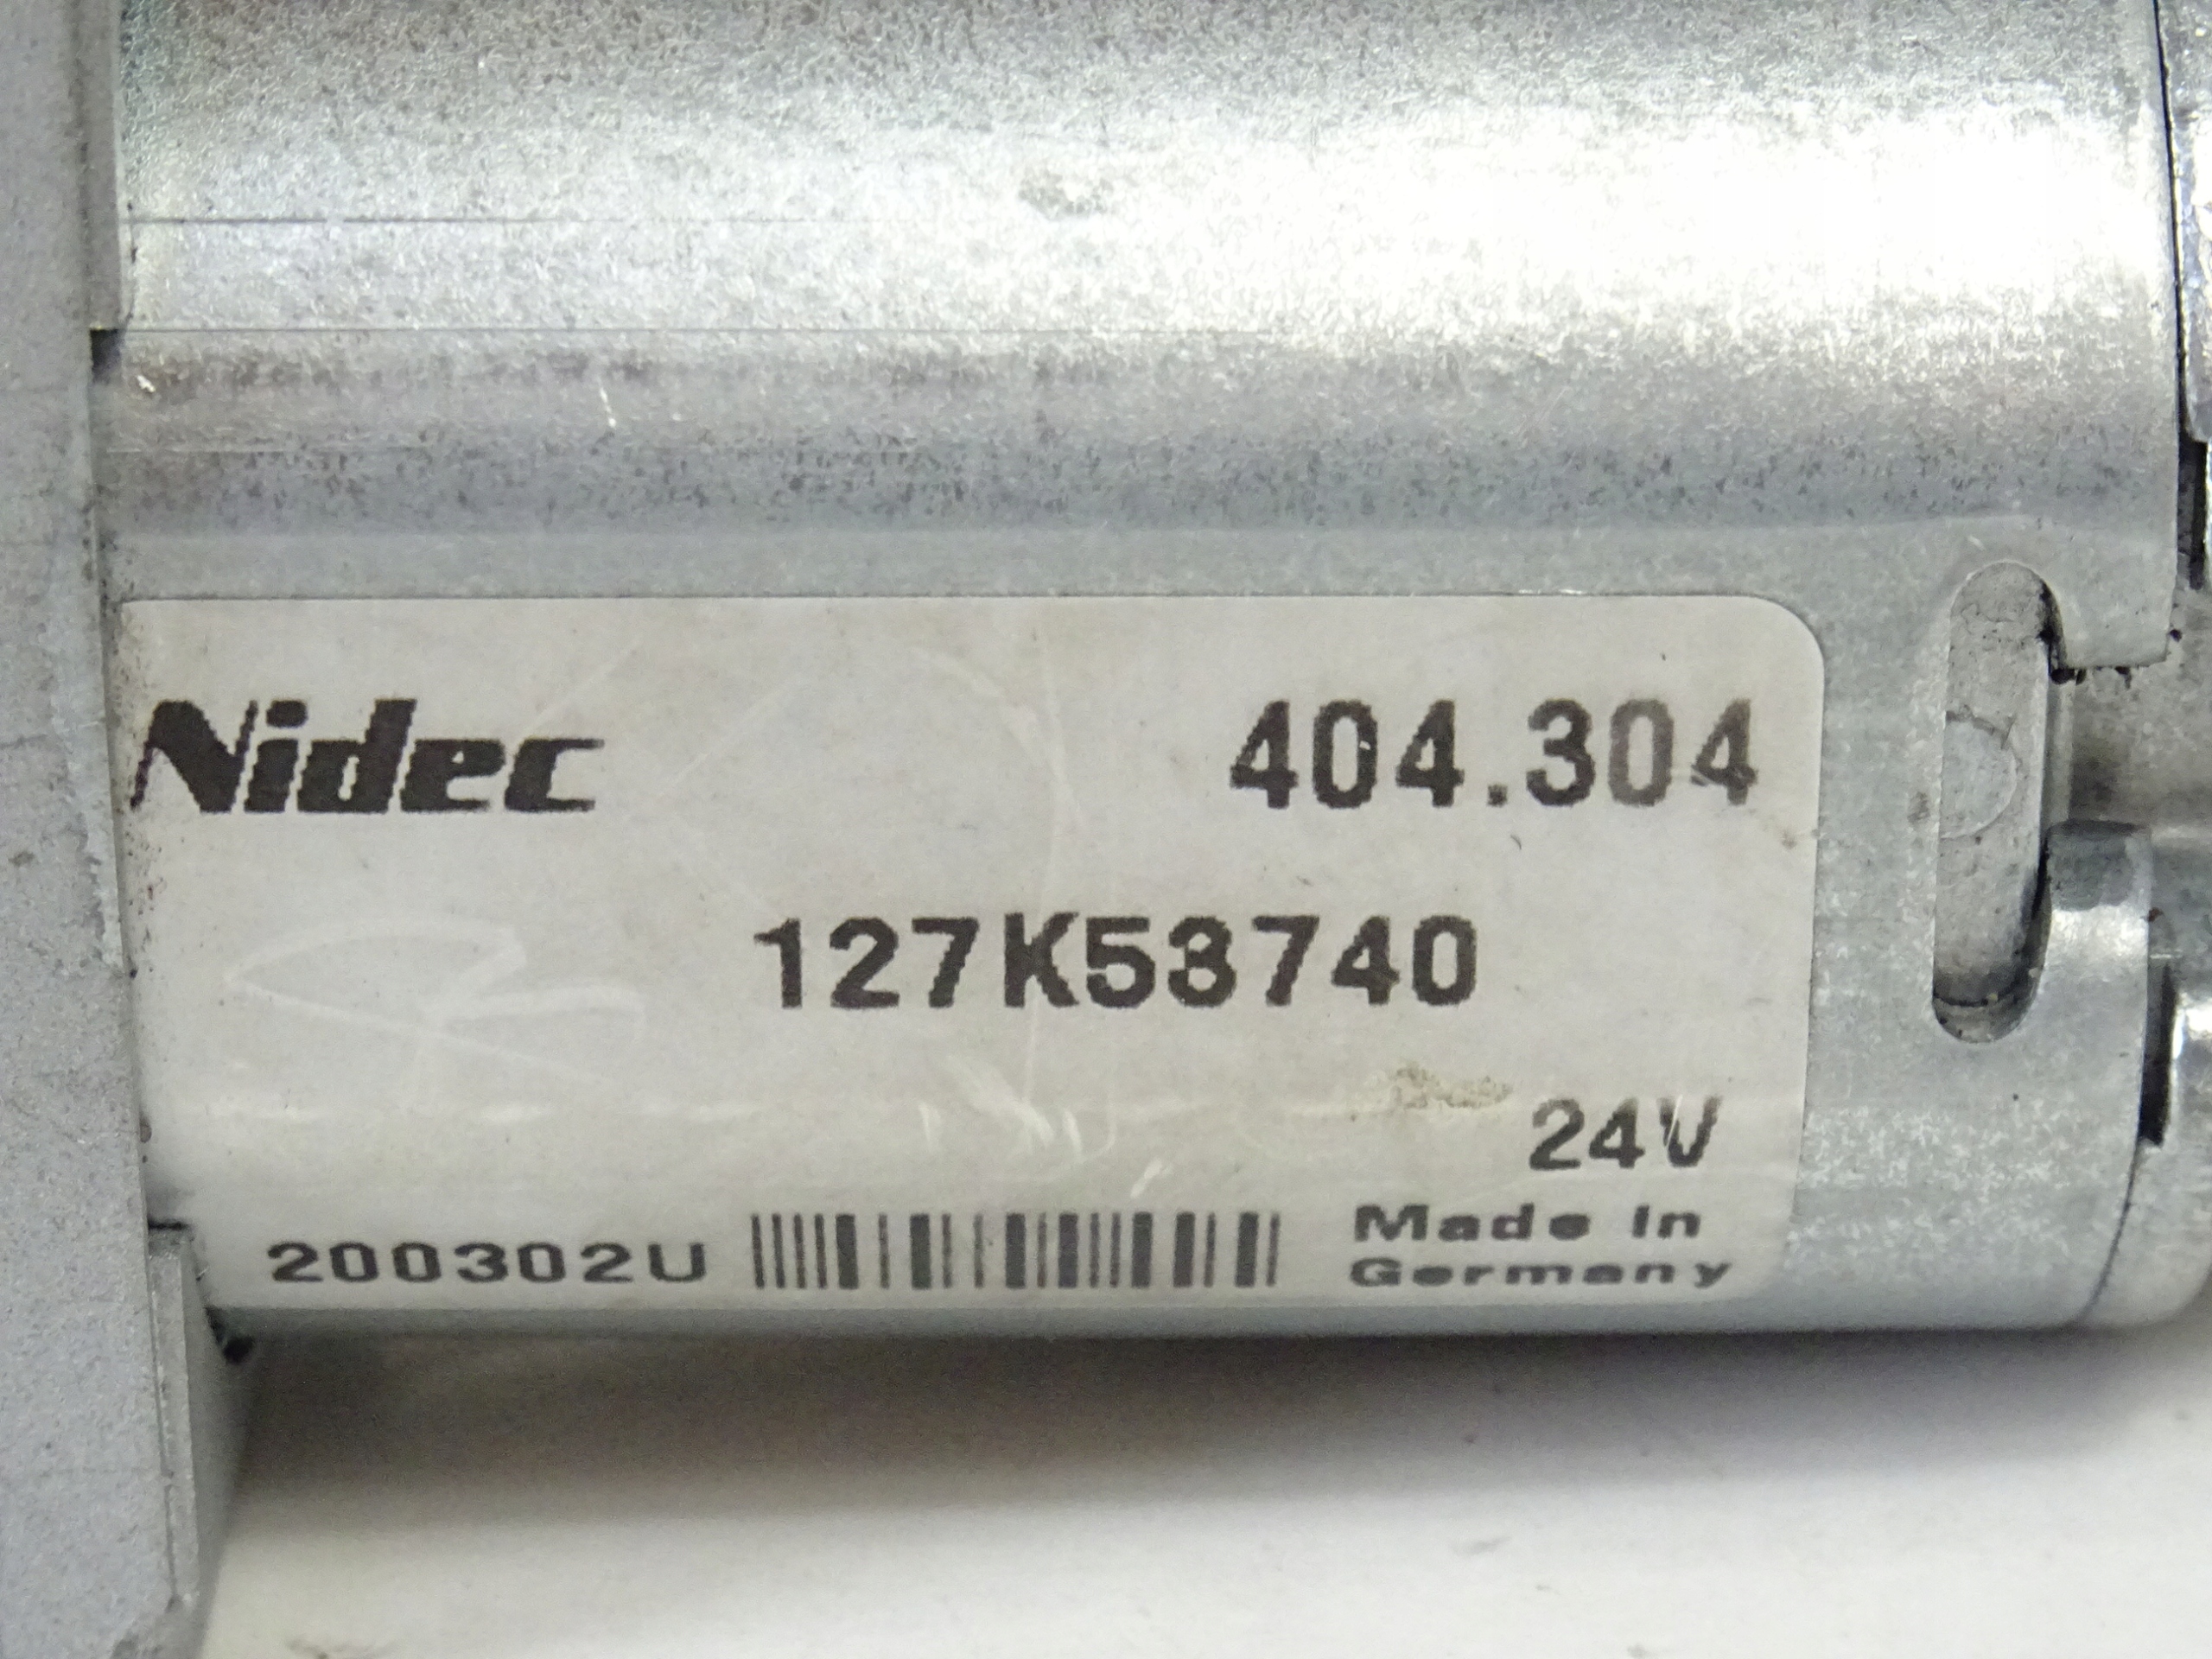 Nidec 404.304
127K53740
24V
200302U Made In
Germany